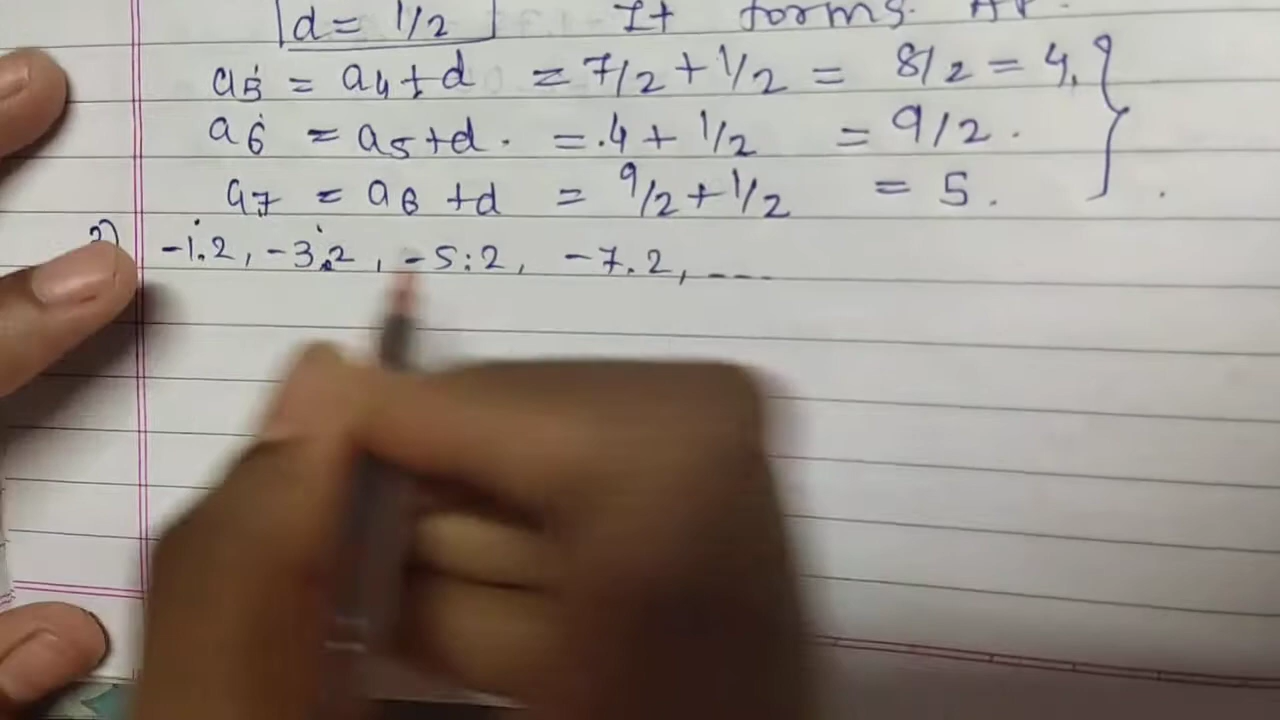 d = 1/2 It forms AP.
a5 = a4 + d = 7/2 + 1/2 = 8/2 = 4.
a6 = a5 + d. = .4 + 1/2 = 9/2.
a7 = a6 + d = 9/2 + 1/2 = 5.
-1.2, -3.2, -5.2, -7.2, ---